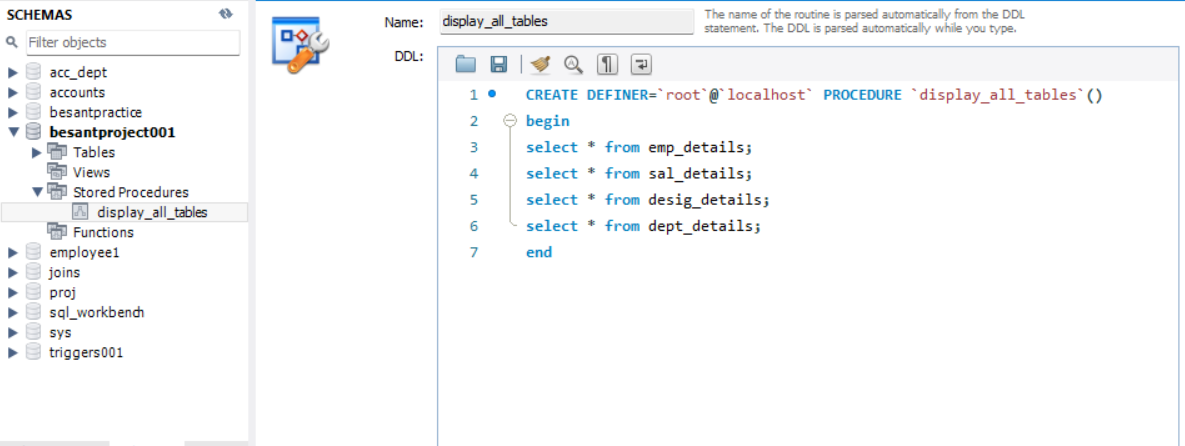 SCHEMAS
Filter objects
acc_dept
accounts
besantpractice
besantproject001
Tables
Views
Stored Procedures
display_all_tables
Functions
employee1
joins
proj
sql_workbench
sys
triggers001
Name:
display_all_tables
The name of the routine is parsed automatically from the DDL
statement. The DDL is parsed automatically while you type.
DDL:
1 CREATE DEFINER=`root`@`localhost` PROCEDURE `display_all_tables`()
2 begin
3 select * from emp_details;
4 select * from sal_details;
5 select * from desig_details;
6 select * from dept_details;
7 end